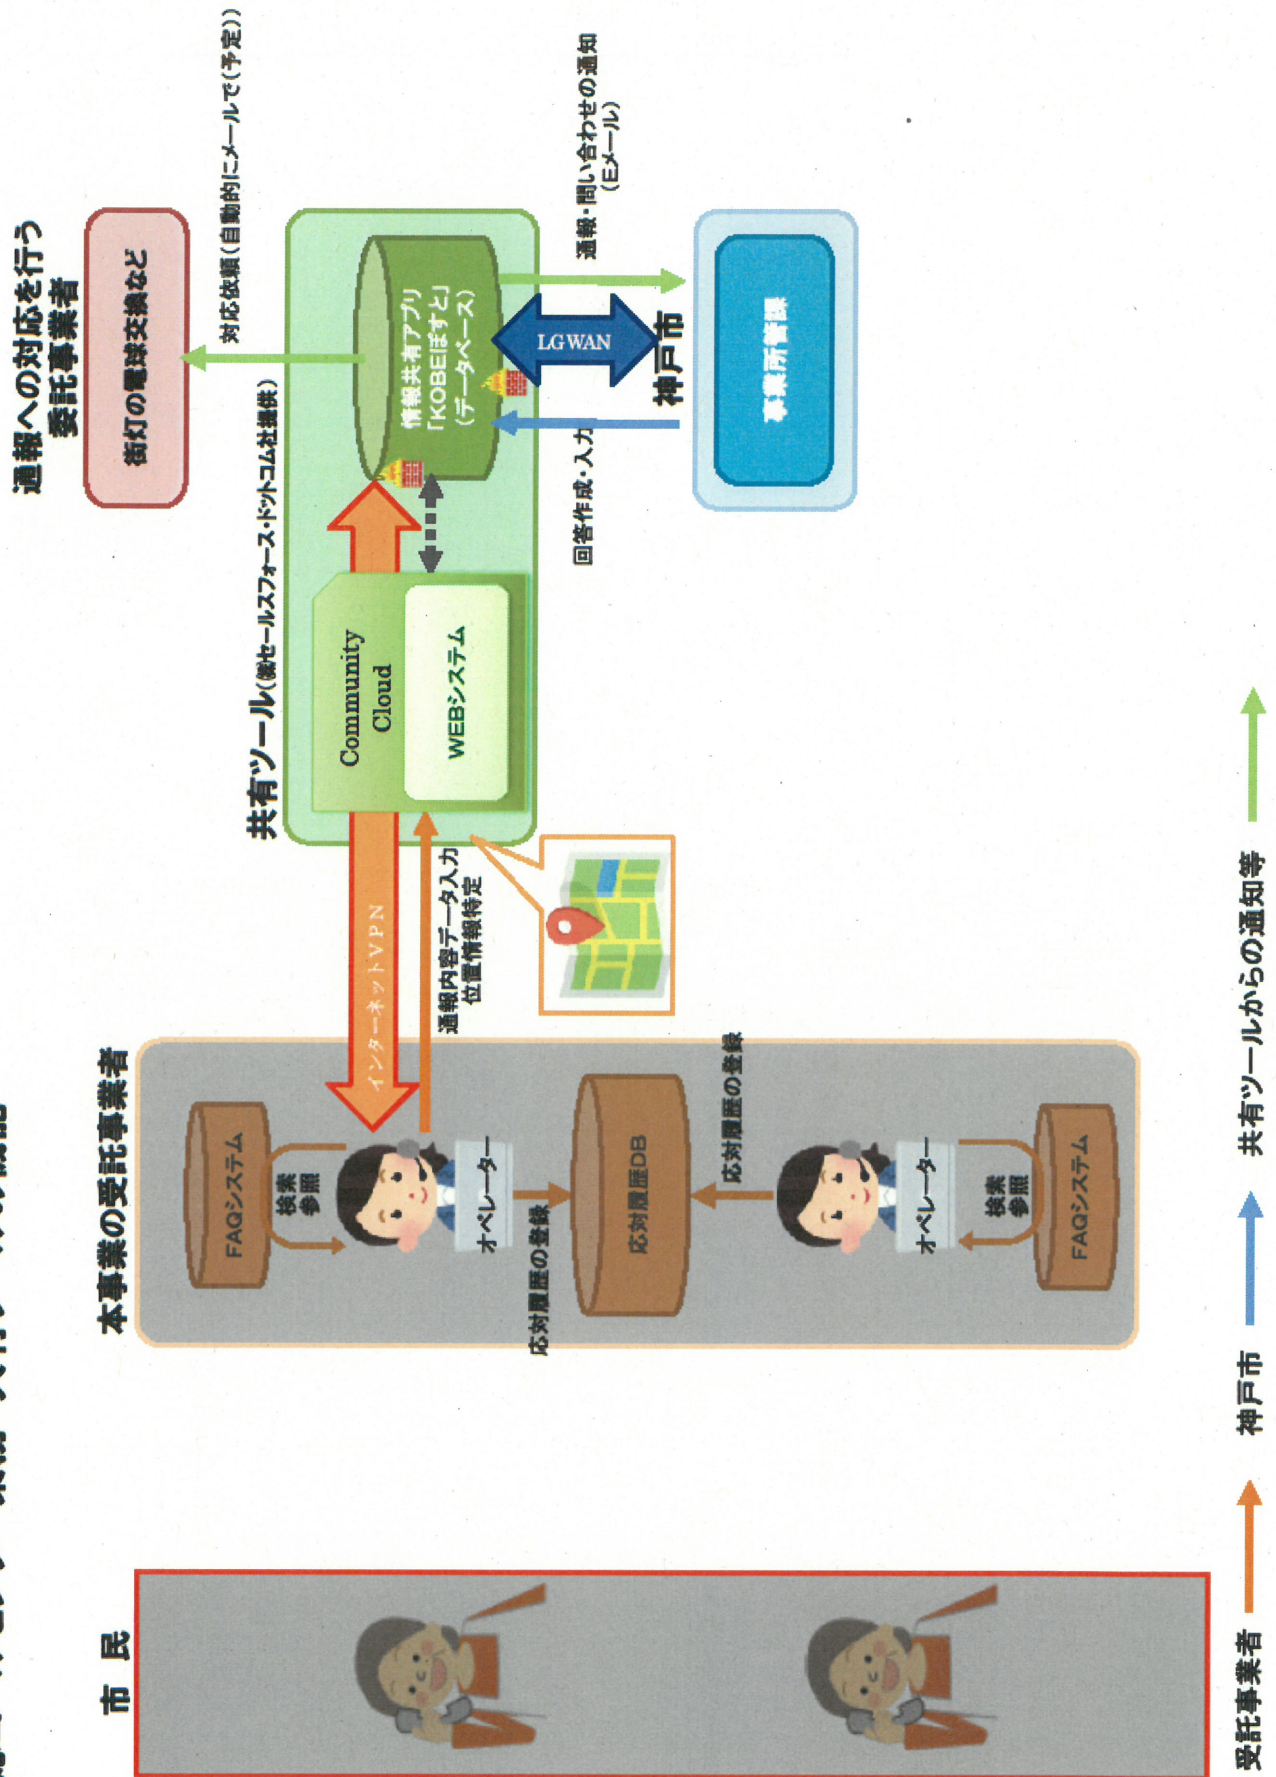 市 民
本事業の受託事業者
FAQシステム
検索
参照
オペレーター
応対履歴の登録
応対履歴DB
応対履歴の登録
オペレーター
検索
参照
FAQシステム
インターネットVPN
通報内容データ入力
位置情報特定
共有ツール(㈱セールスフォース・ドットコム社提供)
Community
Cloud
WEBシステム
情報共有アプリ
「KOBEぽすと」
(データベース)
通報への対応を行う
委託事業者
街灯の電球交換など
対応依頼(自動的にメールで(予定))
回答作成・入力
LGWAN
通報・問い合わせの通知
(Eメール)
神戸市
事業所管課
受託事業者
神戸市
共有ツールからの通知等